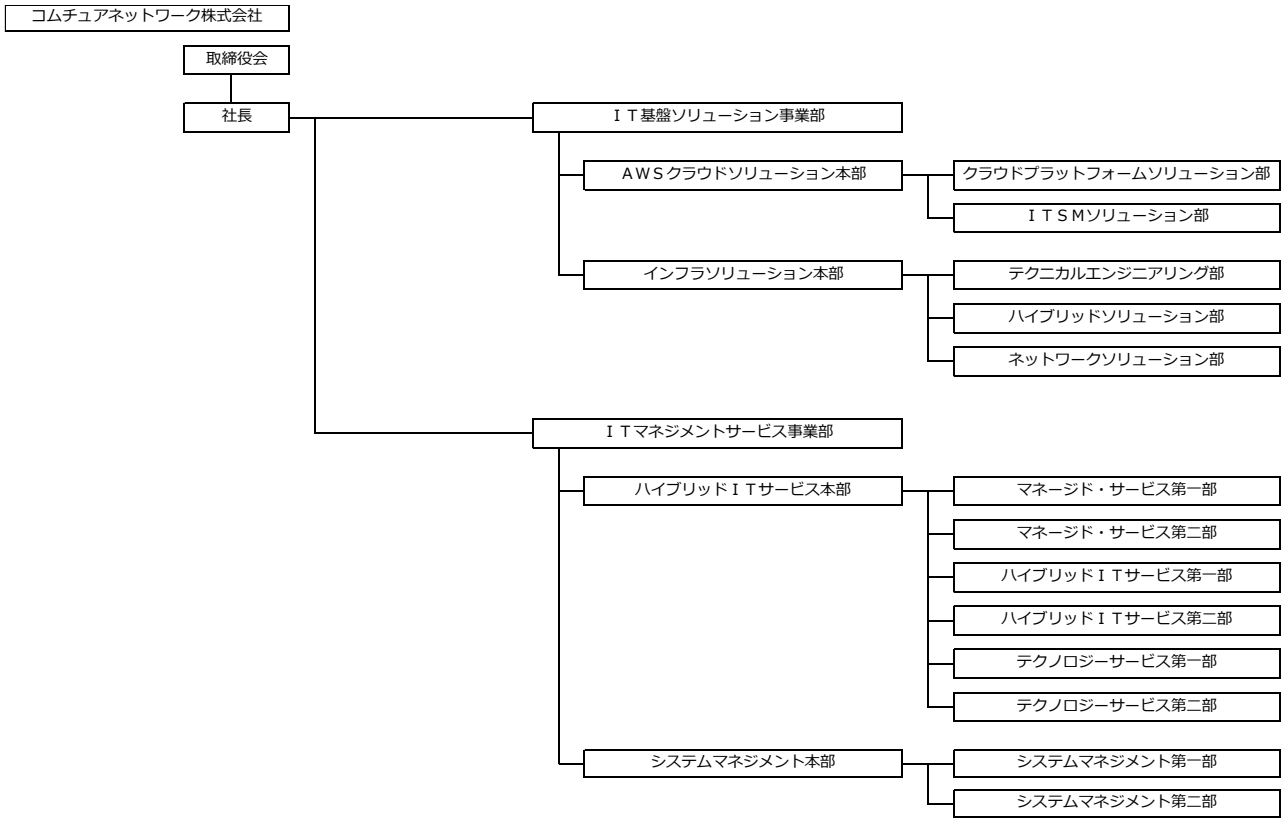 コムチュアネットワーク株式会社
取締役会
社長
ＩＴ基盤ソリューション事業部
ＡＷＳクラウドソリューション本部
クラウドプラットフォームソリューション部
ＩＴＳＭソリューション部
インフラソリューション本部
テクニカルエンジニアリング部
ハイブリッドソリューション部
ネットワークソリューション部
ＩＴマネジメントサービス事業部
ハイブリッドＩＴサービス本部
マネージド・サービス第一部
マネージド・サービス第二部
ハイブリッドＩＴサービス第一部
ハイブリッドＩＴサービス第二部
テクノロジーサービス第一部
テクノロジーサービス第二部
システムマネジメント本部
システムマネジメント第一部
システムマネジメント第二部